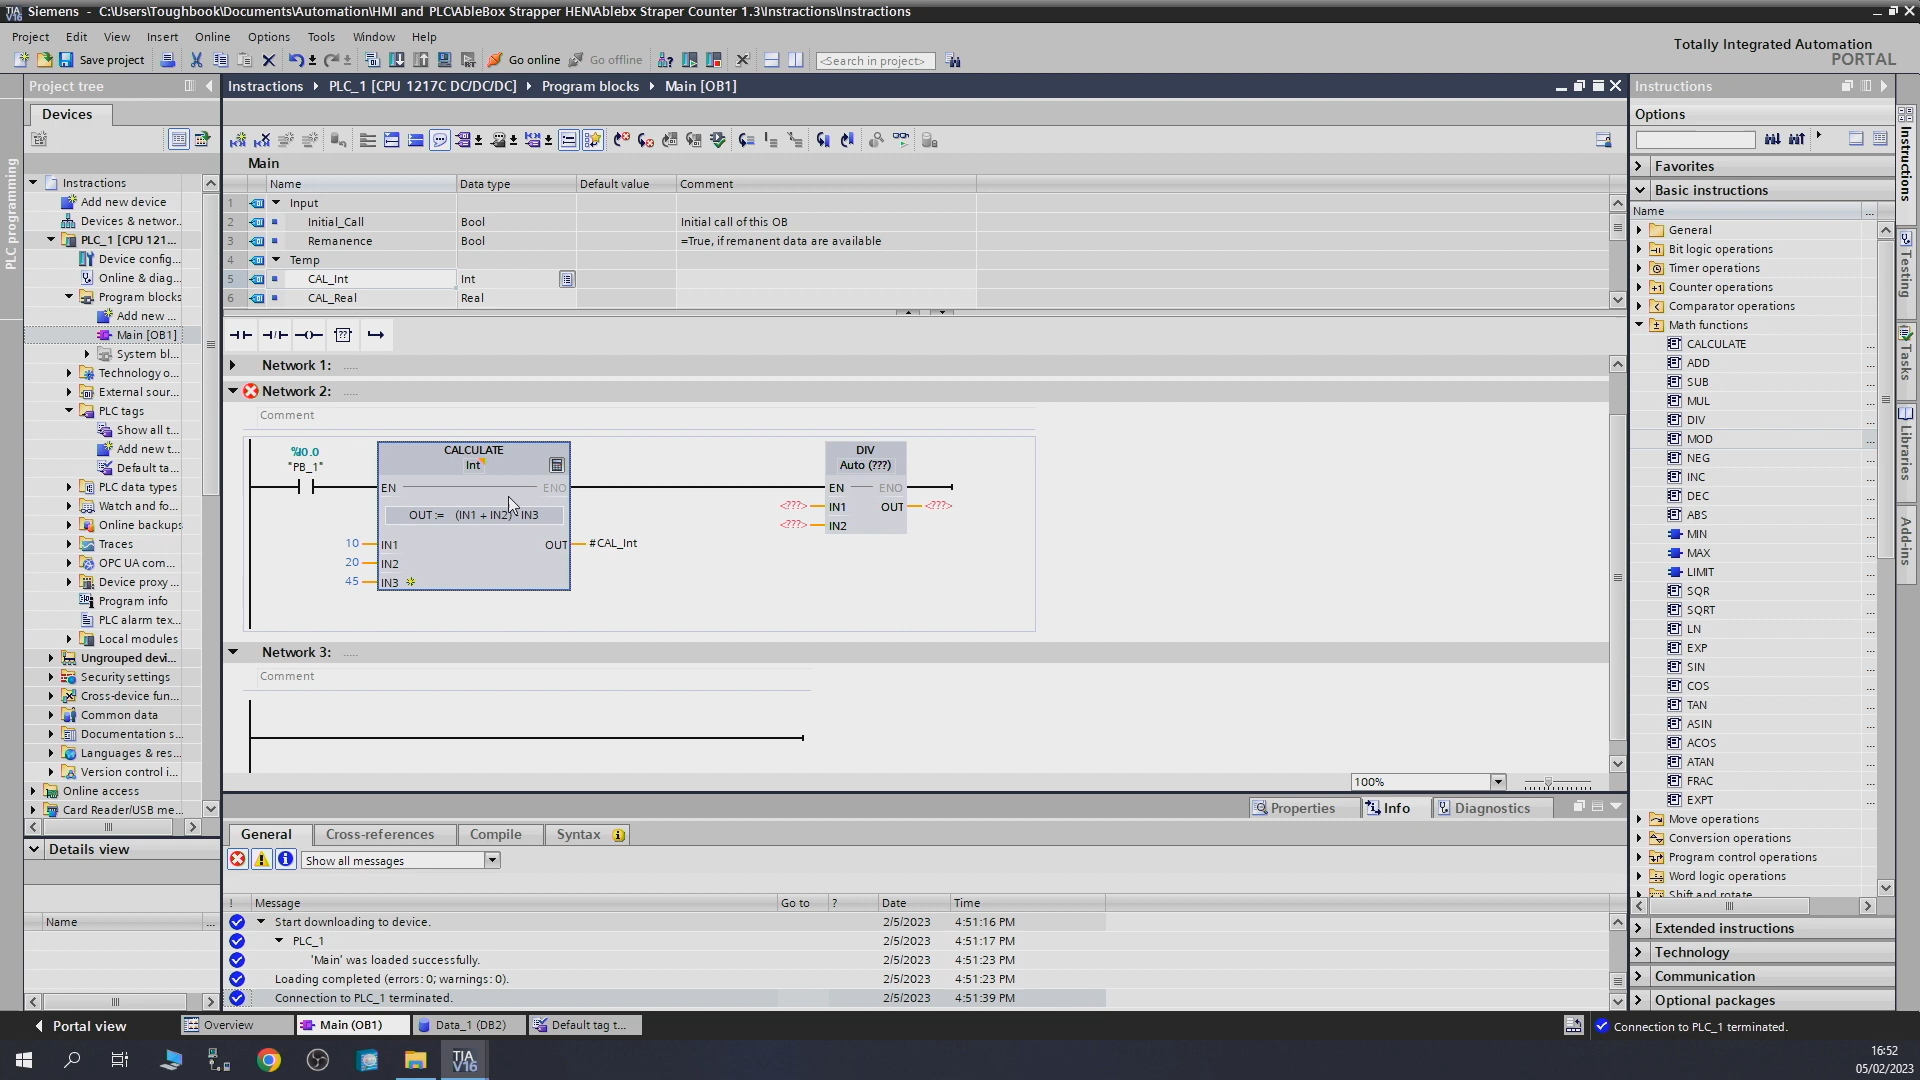 Siemens - C:\Users\Toughbook\Documents\Automation\HMI and PLC\AbleBox Strapper HEN\Ablebx Straper Counter 1.3\Instractions\Instractions
Project Edit View Insert Online Options Tools Window Help
Save project
Go online
Go offline
<Search in project>
Totally Integrated Automation
PORTAL
Project tree
Instractions PLC_1 [CPU 1217C DC/DC/DC] Program blocks Main [OB1]
Instructions
Devices
Options
Main
Name Data type Default value Comment
1 Input
2 Initial_Call Bool Initial call of this OB
3 Remanence Bool =True, if remanent data are available
4 Temp
5 CAL_Int Int
6 CAL_Real Real
PLC programming
Instractions
Add new device
Devices & networ...
PLC_1 [CPU 121...
Device config...
Online & diag...
Program blocks
Add new ...
Main [OB1]
System bl...
Technology o...
External sour...
PLC tags
Show all t...
Add new t...
Default ta...
PLC data types
Watch and fo...
Online backups
Traces
OPC UA com...
Device proxy ...
Program info
PLC alarm tex...
Local modules
Ungrouped devi...
Security settings
Cross-device fun...
Common data
Documentation s...
Languages & res...
Version control i...
Online access
Card Reader/USB me...
Details view
Name ...
Network 1: .....
Network 2: .....
Comment
%I0.0
"PB_1"
CALCULATE
Int
EN ENO
OUT := (IN1 + IN2) - IN3
10 IN1 OUT #CAL_Int
20 IN2
45 IN3
DIV
Auto (???)
EN ENO
<???> IN1 OUT <???>
<???> IN2
Network 3: .....
Comment
100%
Properties Info Diagnostics
General Cross-references Compile Syntax
Show all messages
! Message Go to ? Date Time
Start downloading to device. 2/5/2023 4:51:16 PM
PLC_1 2/5/2023 4:51:17 PM
'Main' was loaded successfully. 2/5/2023 4:51:23 PM
Loading completed (errors: 0; warnings: 0). 2/5/2023 4:51:23 PM
Connection to PLC_1 terminated. 2/5/2023 4:51:39 PM
Favorites
Basic instructions
Name ...
General
Bit logic operations
Timer operations
Counter operations
Comparator operations
Math functions
CALCULATE ...
ADD ...
SUB ...
MUL ...
DIV ...
MOD ...
NEG ...
INC ...
DEC ...
ABS ...
MIN ...
MAX ...
LIMIT ...
SQR ...
SQRT ...
LN ...
EXP ...
SIN ...
COS ...
TAN ...
ASIN ...
ACOS ...
ATAN ...
FRAC ...
EXPT ...
Move operations
Conversion operations
Program control operations
Word logic operations
Shift and rotate
Extended instructions
Technology
Communication
Optional packages
Instructions
Testing
Tasks
Libraries
Add-ins
Portal view
Overview
Main (OB1)
Data_1 (DB2)
Default tag t...
Connection to PLC_1 terminated.
TIA
V16
16:52
05/02/2023